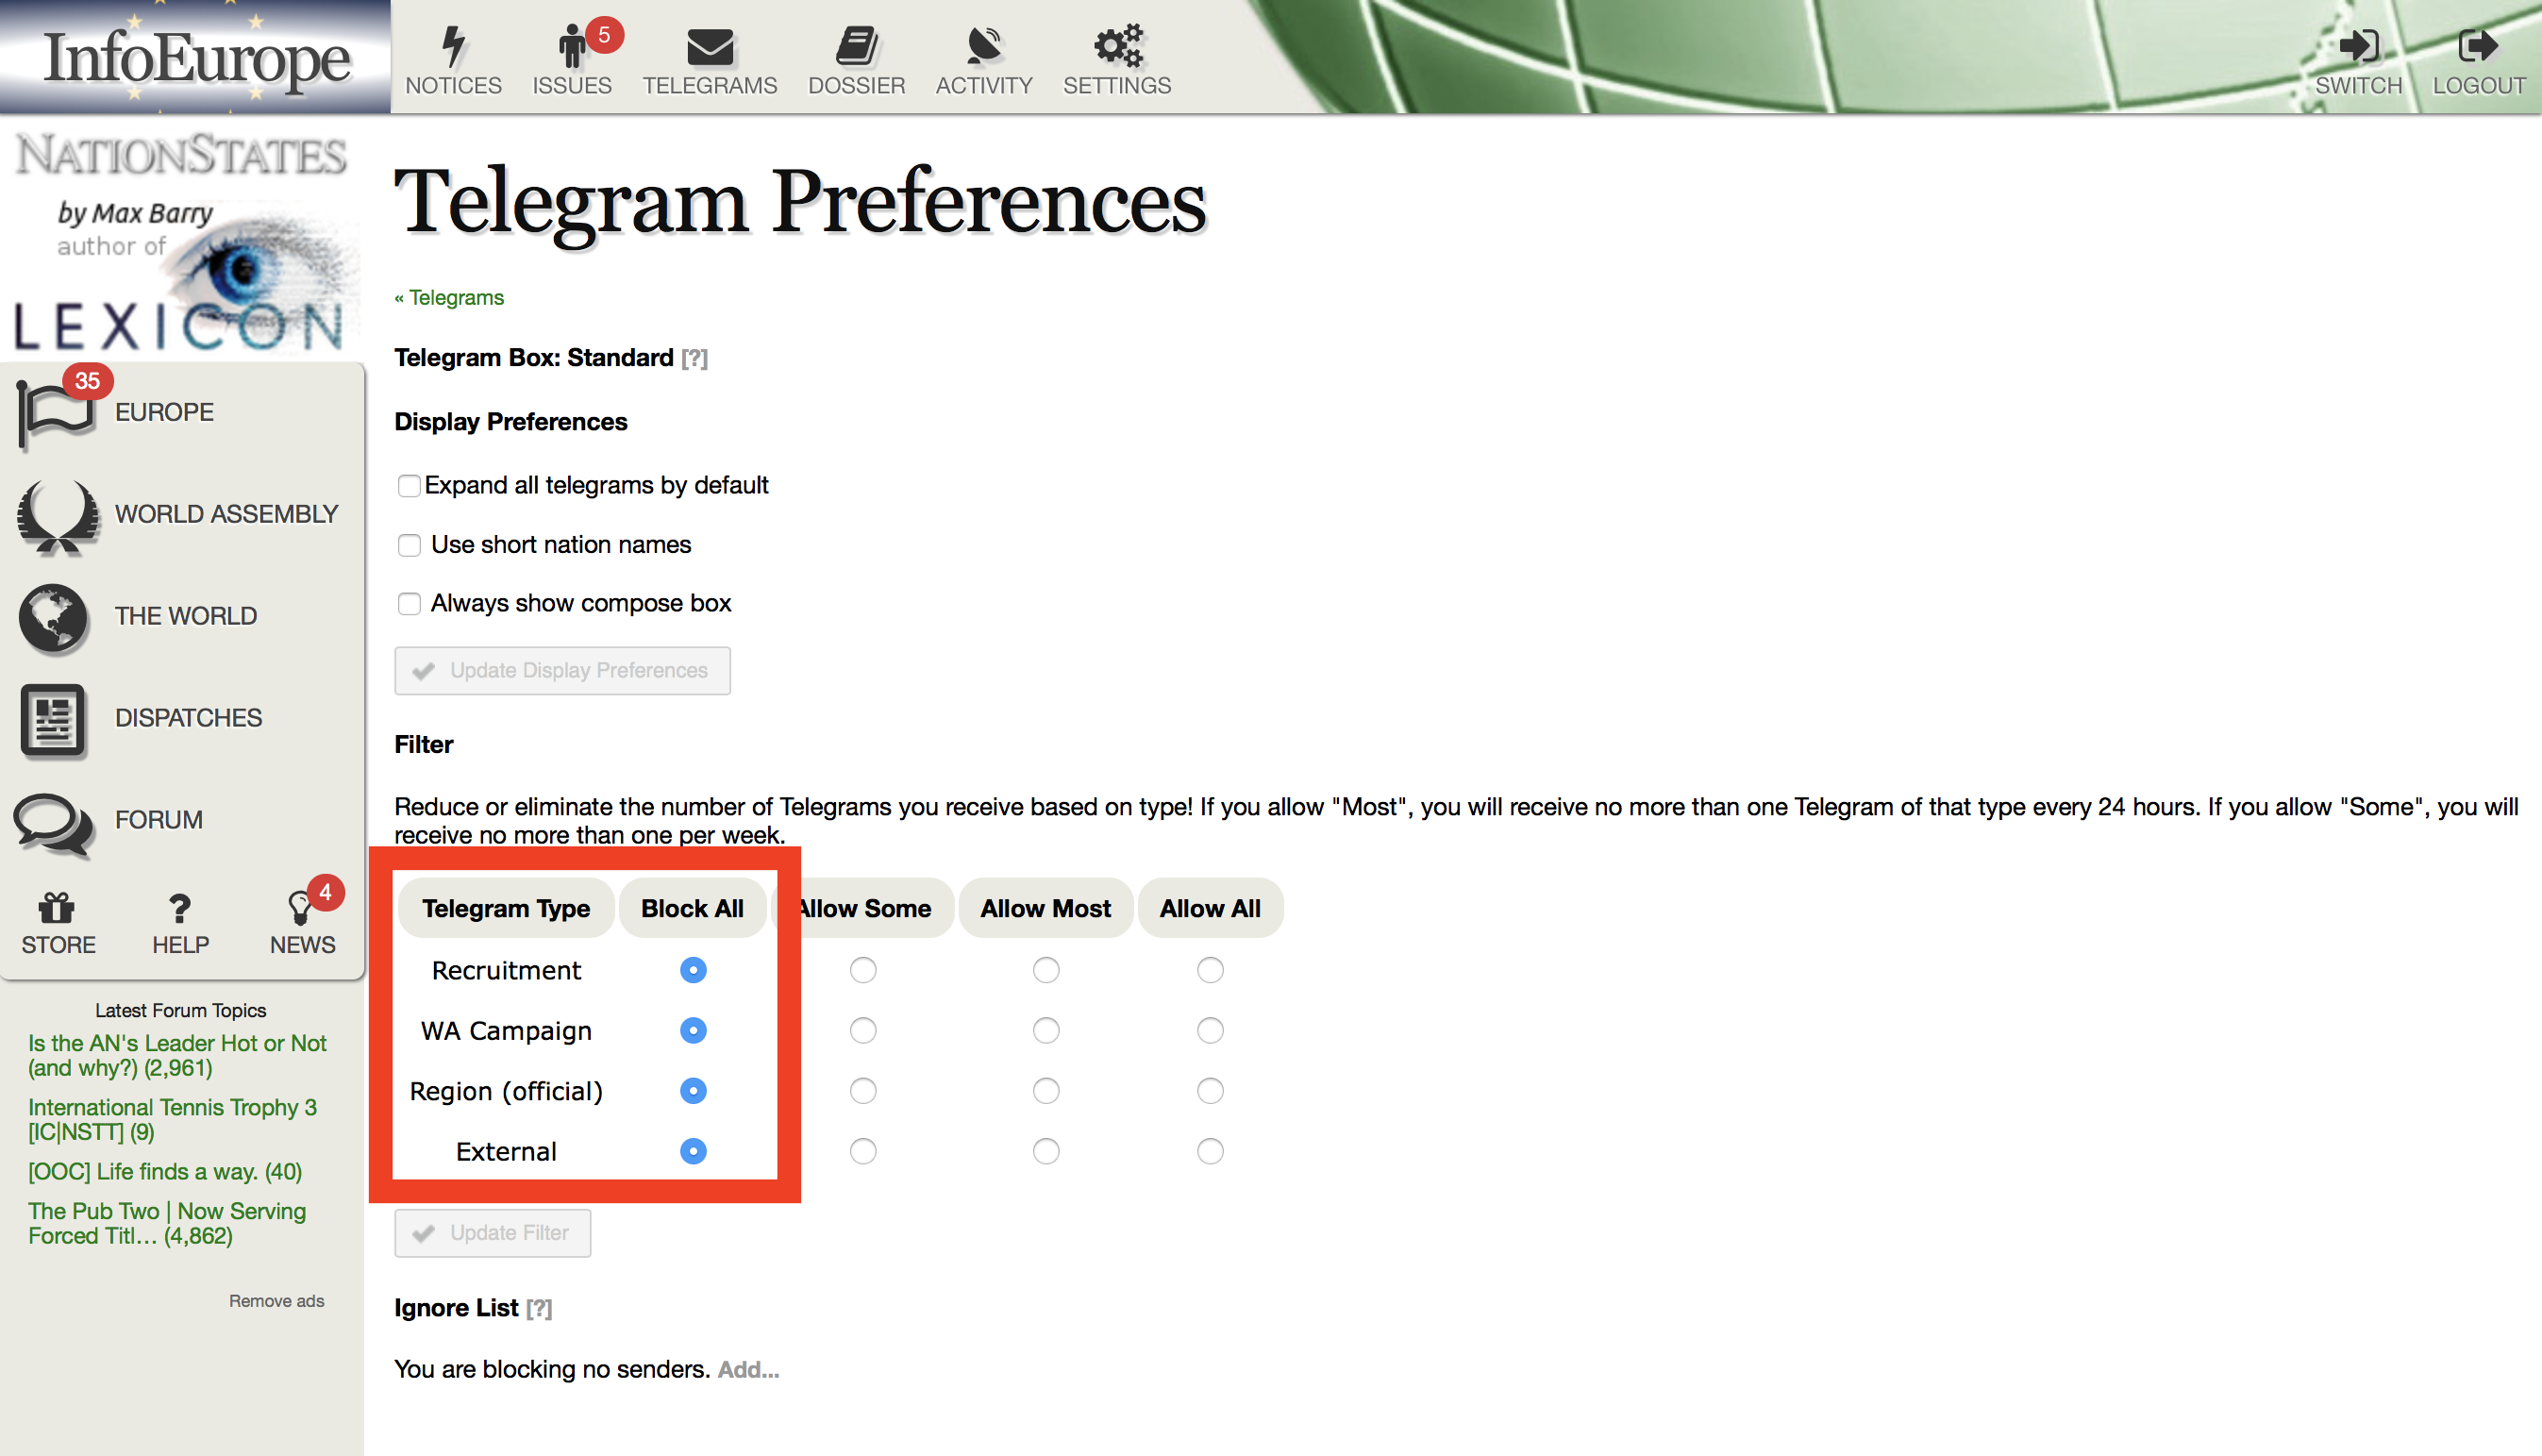 InfoEurope
NOTICES
5
ISSUES
TELEGRAMS
DOSSIER
ACTIVITY
SETTINGS
SWITCH
LOGOUT
NATIONSTATES
by Max Barry
author of
LEXICON
35
EUROPE
WORLD ASSEMBLY
THE WORLD
DISPATCHES
FORUM
STORE
? HELP
4
NEWS
Latest Forum Topics
Is the AN's Leader Hot or Not
(and why?) (2,961)
International Tennis Trophy 3
[IC|NSTT] (9)
[OOC] Life finds a way. (40)
The Pub Two | Now Serving
Forced Titl... (4,862)
Remove ads
Telegram Preferences
« Telegrams
Telegram Box: Standard [?]
Display Preferences
Expand all telegrams by default
Use short nation names
Always show compose box
Update Display Preferences
Filter
Reduce or eliminate the number of Telegrams you receive based on type! If you allow "Most", you will receive no more than one Telegram of that type every 24 hours. If you allow "Some", you will
receive no more than one per week.
Telegram Type Block All Allow Some Allow Most Allow All
Recruitment
WA Campaign
Region (official)
External
Update Filter
Ignore List [?]
You are blocking no senders. Add...